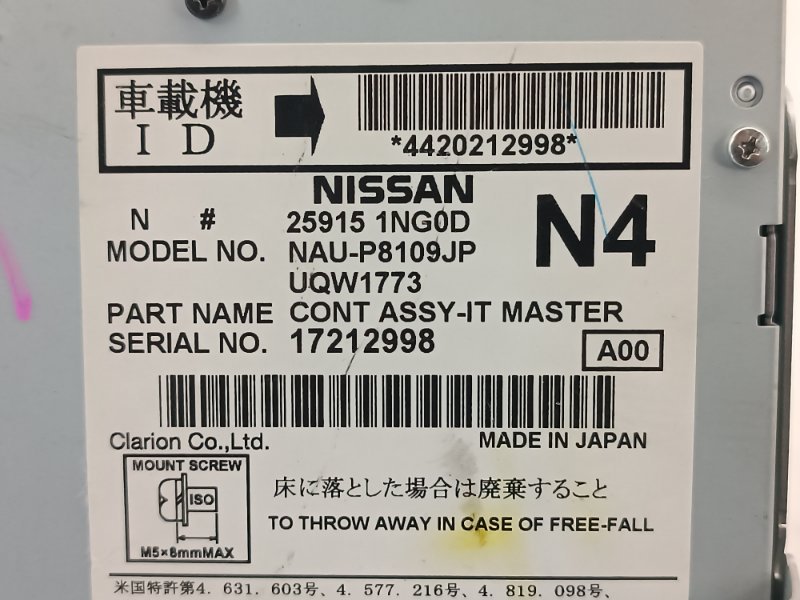 車載機
I D
*4420212998*
NISSAN
N # 25915 1NG0D
N4
MODEL NO. NAU-P8109JP
UQW1773
PART NAME CONT ASSY-IT MASTER
SERIAL NO. 17212998
A00
Clarion Co.,Ltd.
MADE IN JAPAN
MOUNT SCREW
ISO
M5×8mmMAX
床に落とした場合は廃棄すること
TO THROW AWAY IN CASE OF FREE-FALL
米国特許第4. 631. 603号、4. 577. 216号、4. 819. 098号、